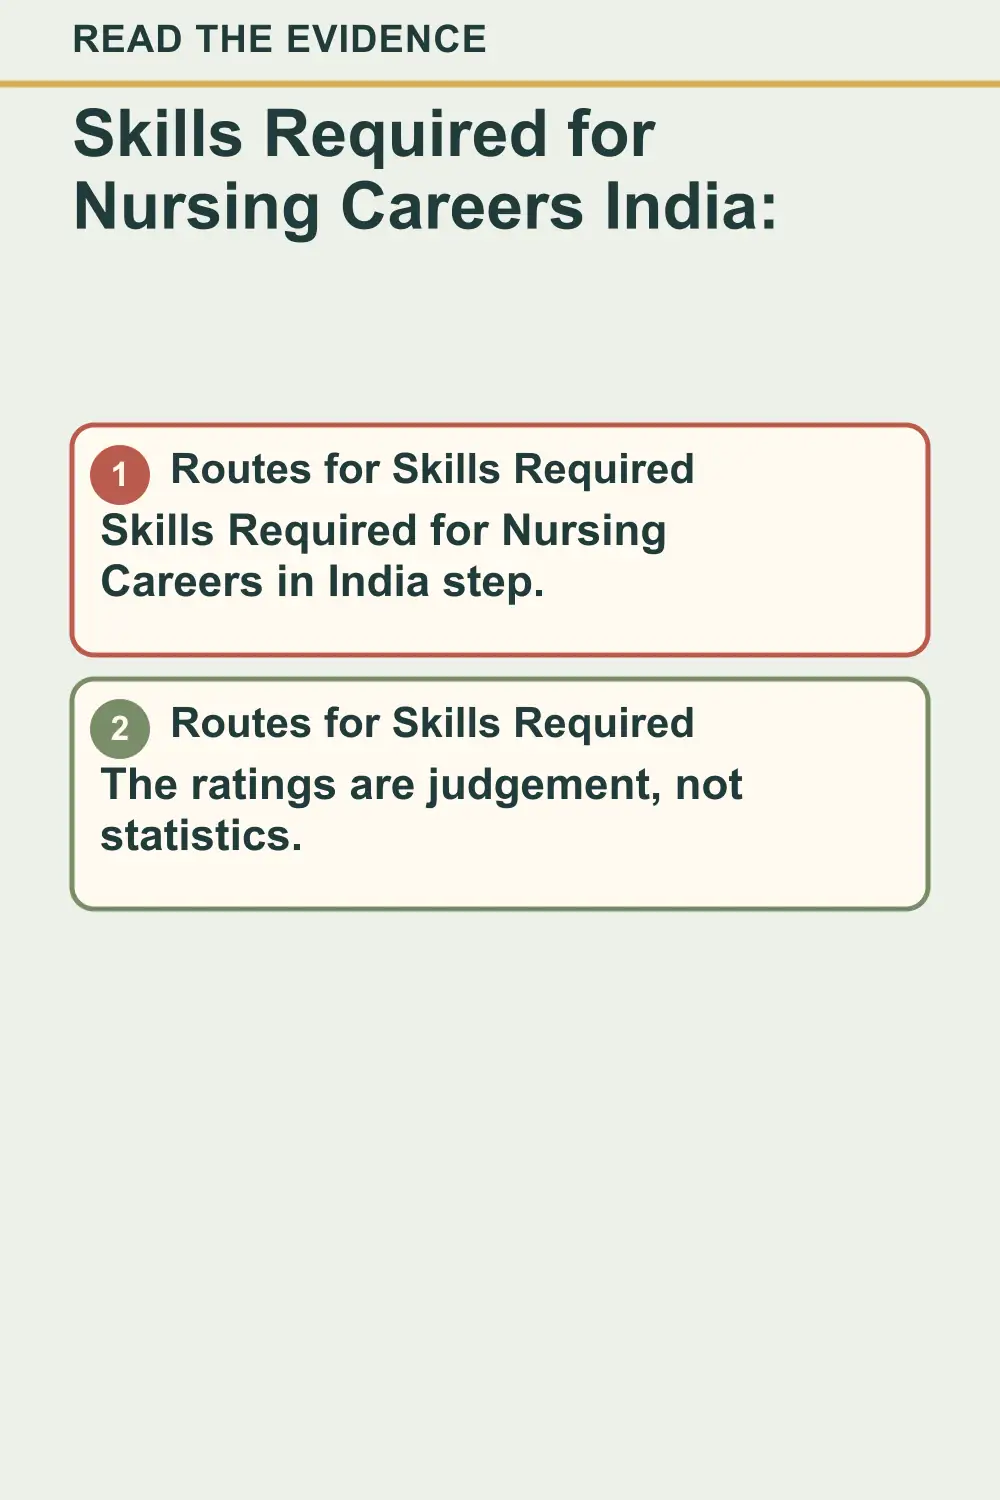 READ THE EVIDENCE
Skills Required for
Nursing Careers India:
1 Routes for Skills Required
Skills Required for Nursing
Careers in India step.
2 Routes for Skills Required
The ratings are judgement, not
statistics.